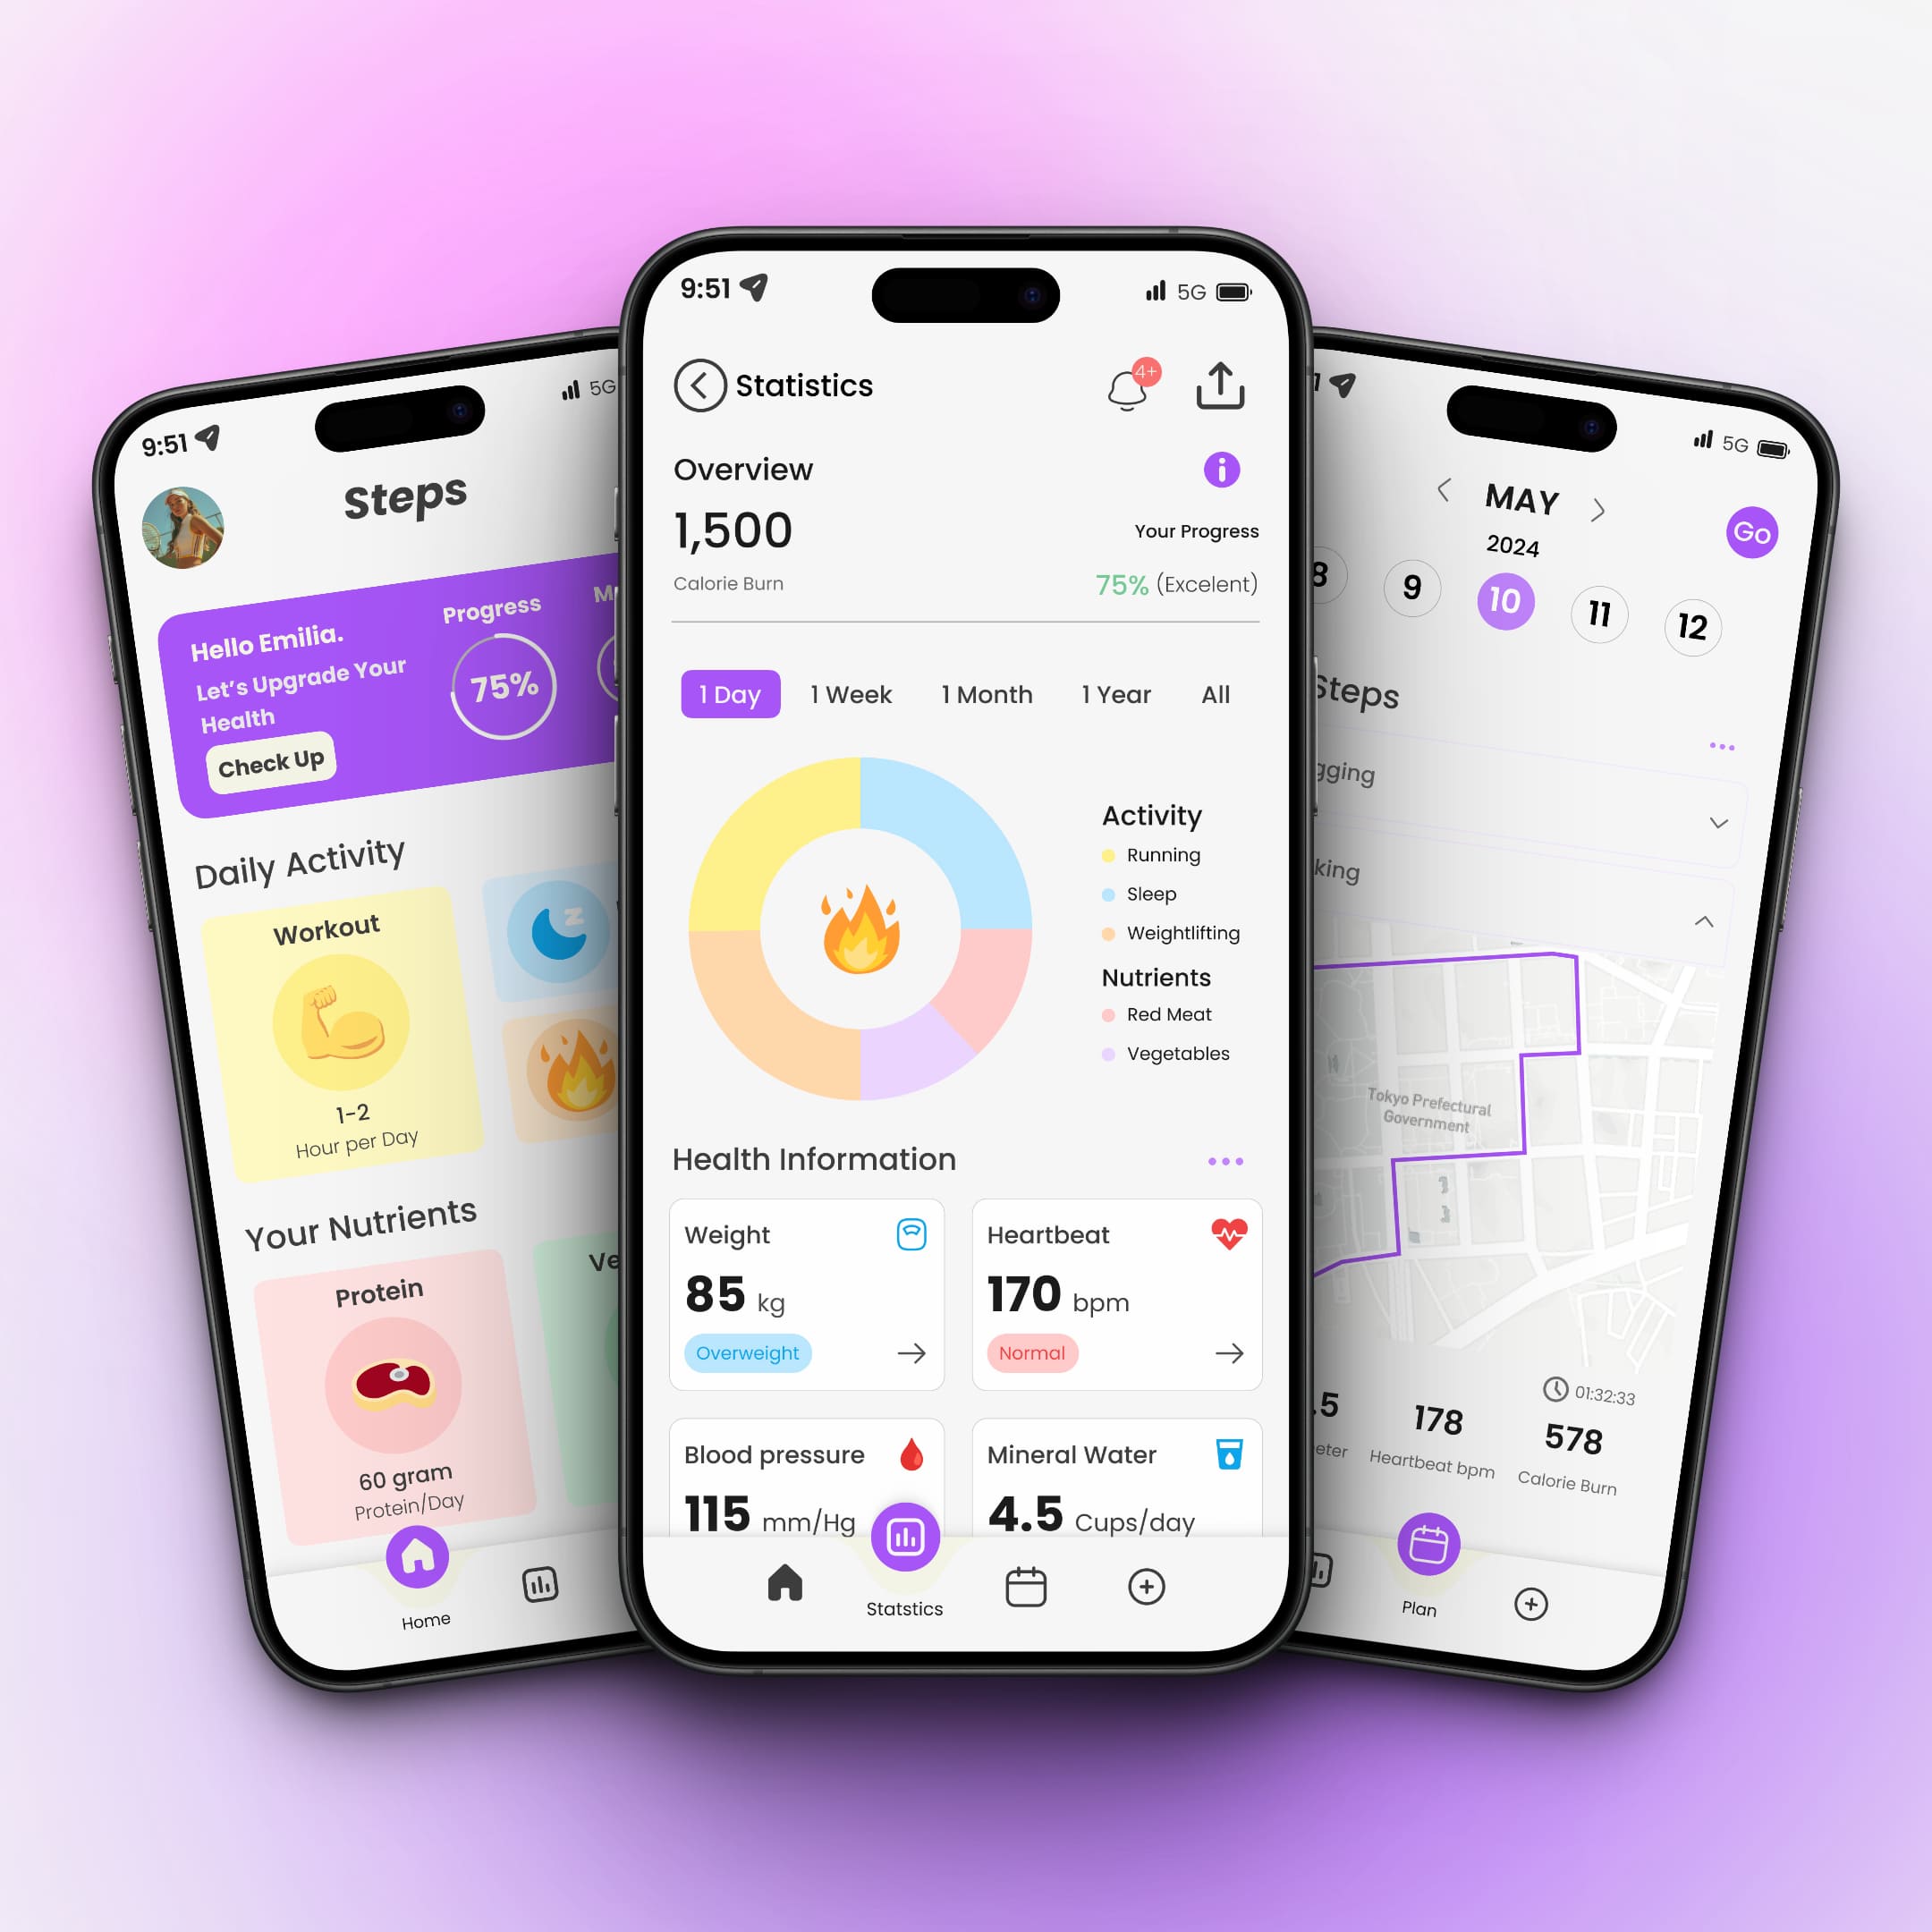 9:51
5G
Steps
Hello Emilia.
Let's Upgrade Your
Health
Check Up
Progress
75%
Daily Activity
Workout
1-2
Hour per Day
Your Nutrients
Protein
60 gram
Protein/Day
Home
9:51
5G
Statistics
4+
Overview
1,500
Your Progress
Calorie Burn
75% (Excelent)
1 Day
1 Week
1 Month
1 Year
All
Activity
Running
Sleep
Weightlifting
Nutrients
Red Meat
Vegetables
Health Information
Weight
85 kg
Overweight
Heartbeat
170 bpm
Normal
Blood pressure
115 mm/Hg
Mineral Water
4.5 Cups/day
Statstics
5G
MAY
2024
Go
8
9
10
11
12
Steps
gging
king
Tokyo Prefectural
Government
01:32:33
.5
178
578
eter
Heartbeat bpm
Calorie Burn
Plan